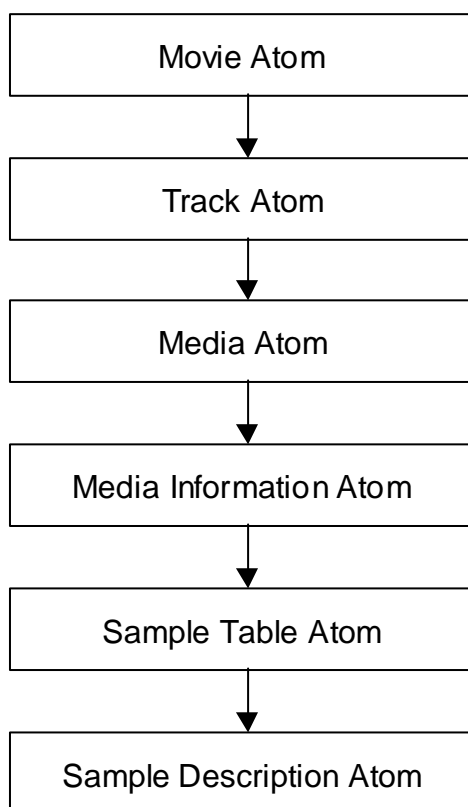 Movie Atom
Track Atom
Media Atom
Media Information Atom
Sample Table Atom
Sample Description Atom